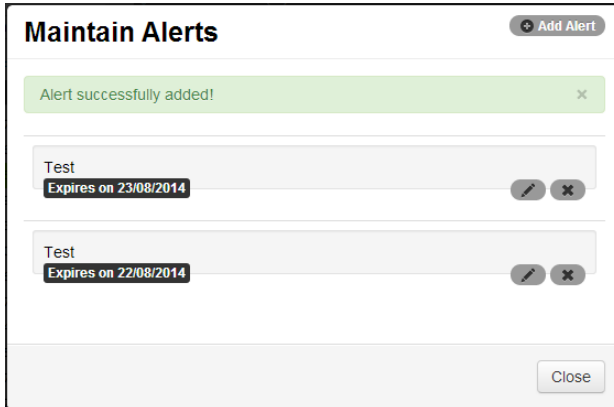 Maintain Alerts
Add Alert
Alert successfully added!
×
Test
Expires on 23/08/2014
Test
Expires on 22/08/2014
Close